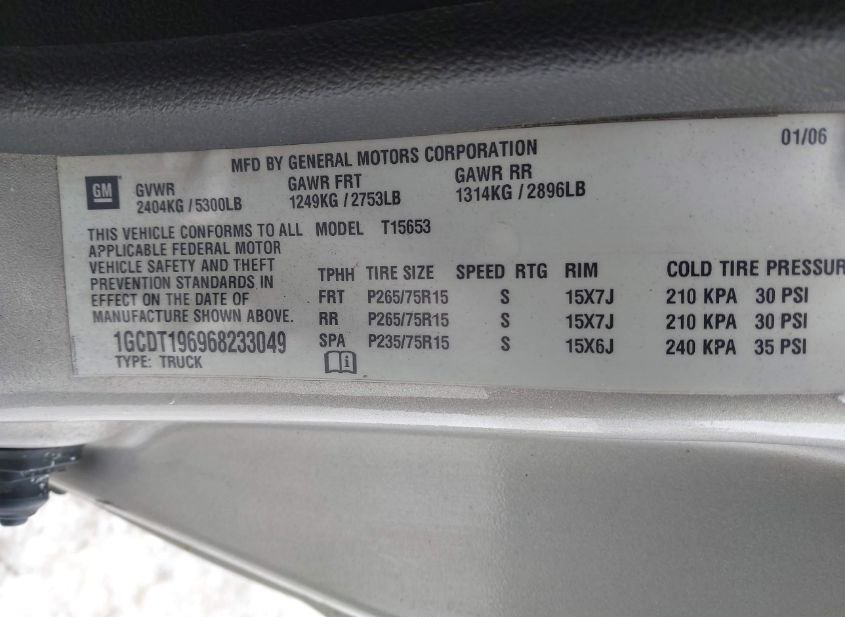 01/06
MFD BY GENERAL MOTORS CORPORATION
GM
GVWR GAWR FRT GAWR RR
2404KG / 5300LB 1249KG / 2753LB 1314KG / 2896LB
THIS VEHICLE CONFORMS TO ALL
APPLICABLE FEDERAL MOTOR
VEHICLE SAFETY AND THEFT
PREVENTION STANDARDS IN
EFFECT ON THE DATE OF
MANUFACTURE SHOWN ABOVE.
1GCDT196968233049
TYPE: TRUCK
MODEL T15653
TPHH TIRE SIZE SPEED RTG RIM COLD TIRE PRESSUR
FRT P265/75R15 S 15X7J 210 KPA 30 PSI
RR P265/75R15 S 15X7J 210 KPA 30 PSI
SPA P235/75R15 S 15X6J 240 KPA 35 PSI